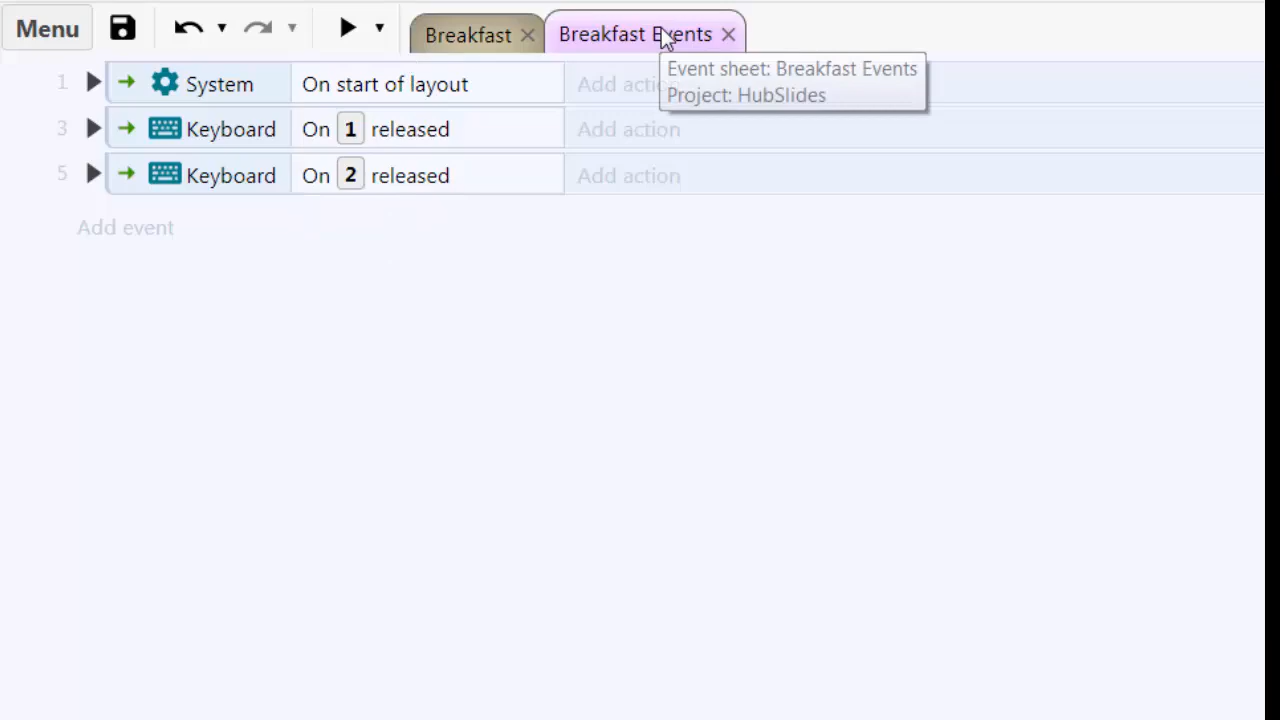 Menu
Breakfast
Breakfast Events
Event sheet: Breakfast Events
Project: HubSlides
1 System On start of layout Add action
3 Keyboard On 1 released Add action
5 Keyboard On 2 released Add action
Add event